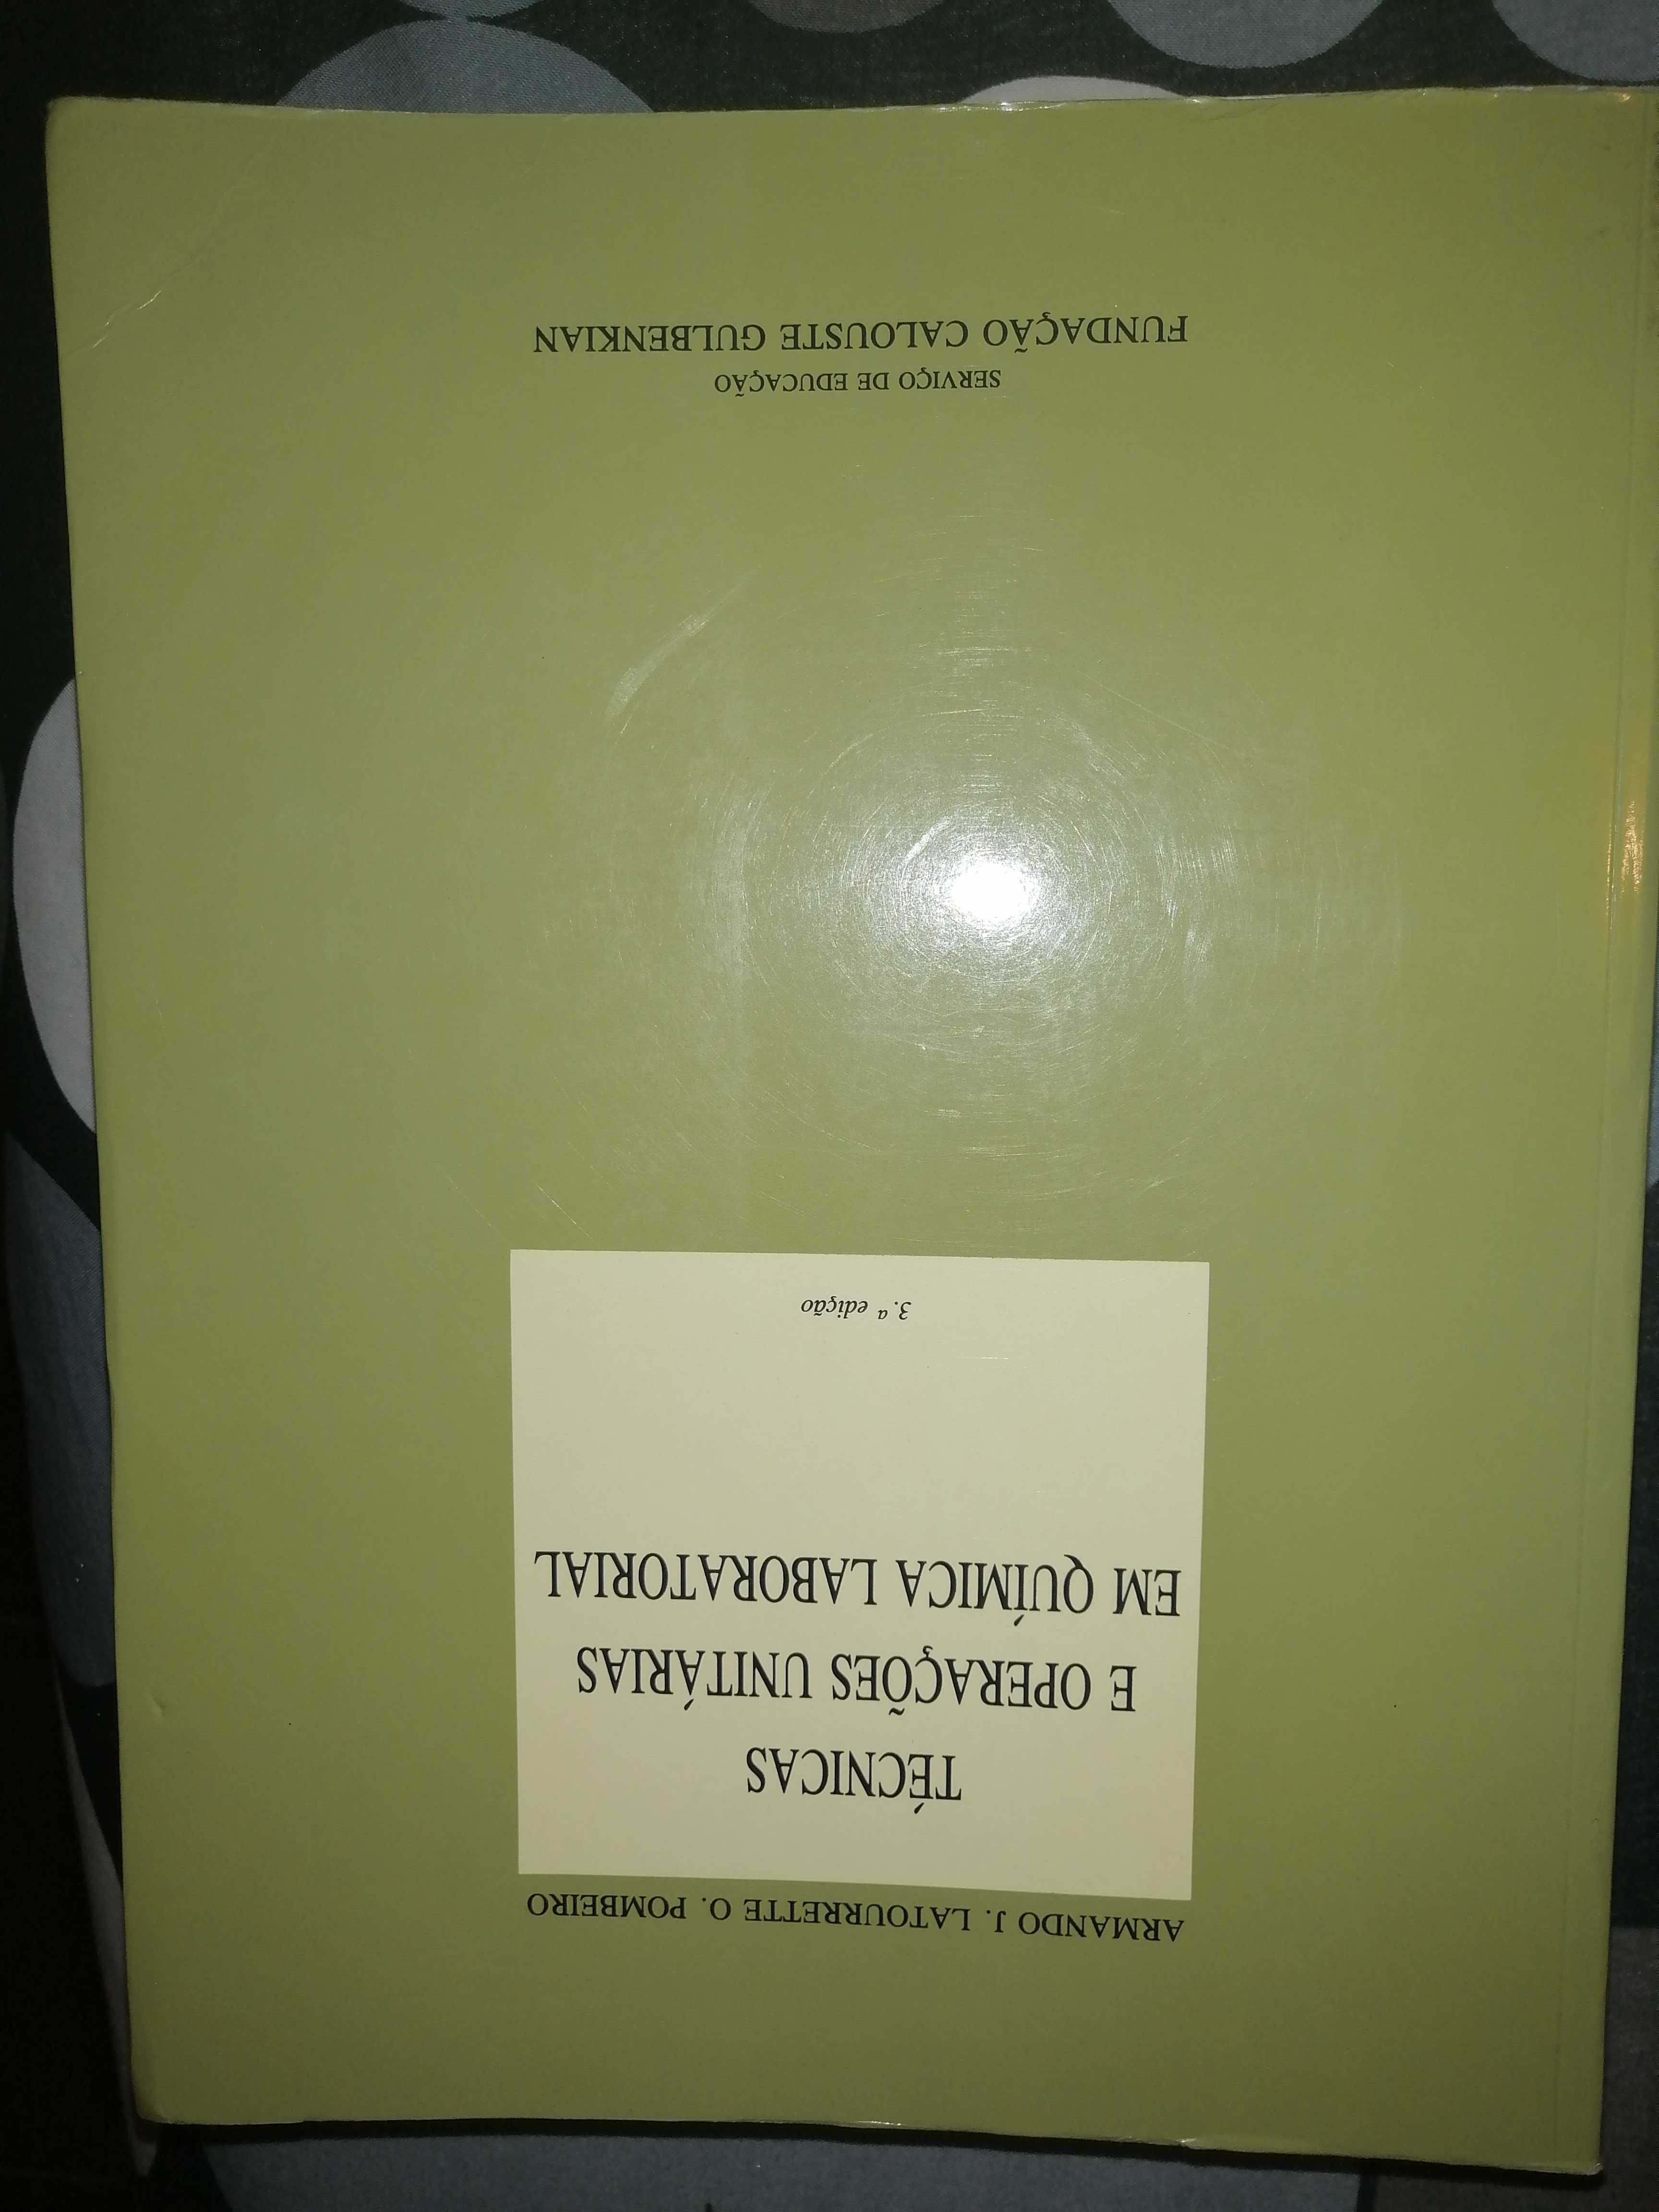 ARMANDO J. LATOURRETTE O. POMBEIRO
TÉCNICAS
E OPERAÇÕES UNITÁRIAS
EM QUÍMICA LABORATORIAL
3.ª edição
SERVIÇO DE EDUCAÇÃO
FUNDAÇÃO CALOUSTE GULBENKIAN